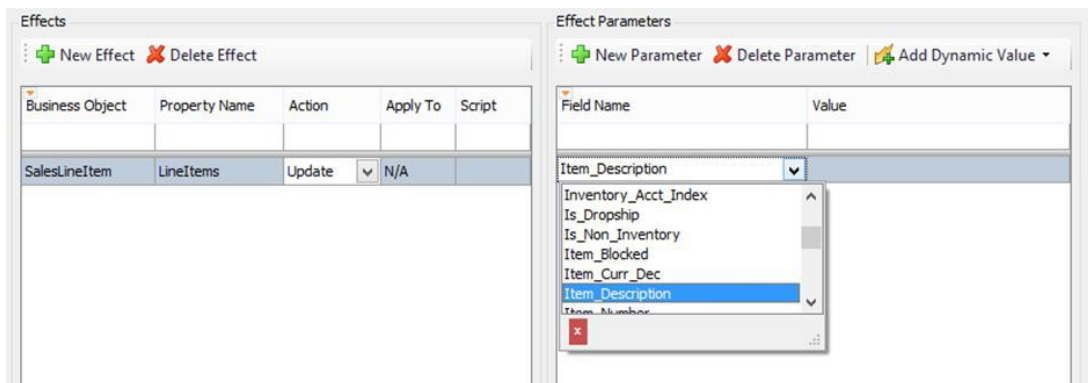 Effects
New Effect Delete Effect
Business Object Property Name Action Apply To Script
SalesLineItem LineItems Update N/A
Effect Parameters
New Parameter Delete Parameter Add Dynamic Value
Field Name Value
Item_Description
Inventory_Acct_Index
Is_Dropship
Is_Non_Inventory
Item_Blocked
Item_Curr_Dec
Item_Description
Item_Number
x